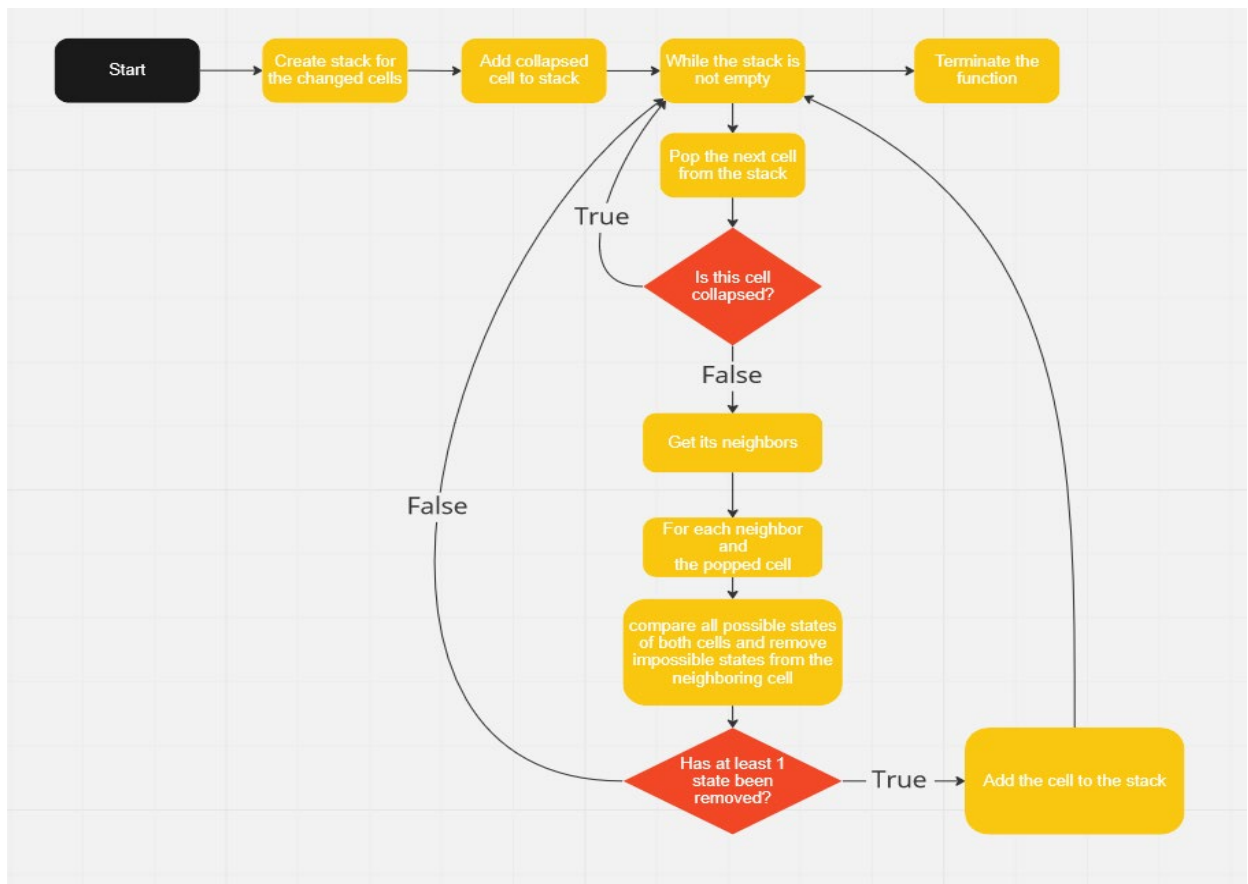 Start
Create stack for
the changed cells
Add collapsed
cell to stack
While the stack is
not empty
Terminate the
function
Pop the next cell
from the stack
True
Is this cell
collapsed?
False
Get its neighbors
False
For each neighbor
and
the popped cell
compare all possible states
of both cells and remove
impossible states from the
neighboring cell
Has at least 1
state been
removed?
True
Add the cell to the stack